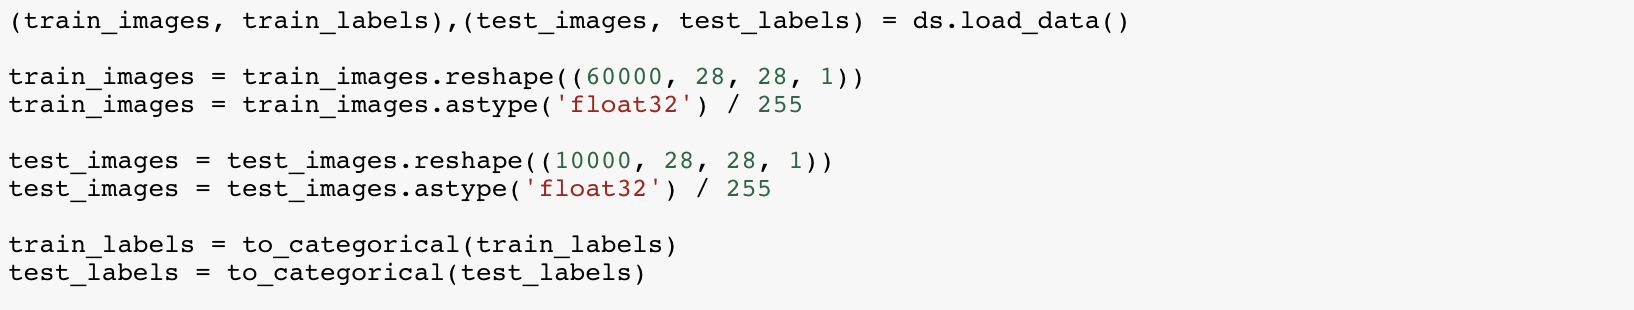 (train_images, train_labels),(test_images, test_labels) = ds.load_data()
train_images = train_images.reshape((60000, 28, 28, 1))
train_images = train_images.astype('float32') / 255
test_images = test_images.reshape((10000, 28, 28, 1))
test_images = test_images.astype('float32') / 255
train_labels = to_categorical(train_labels)
test_labels = to_categorical(test_labels)